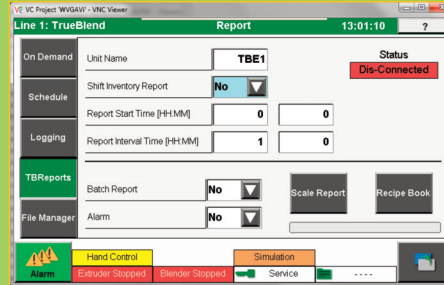 VC Project 'WVGAVi' - VNC Viewer
Line 1: TrueBlend Report 13:01:10 ?
On Demand
Schedule
Logging
TBReports
File Manager
Unit Name TBE1
Status
Dis-Connected
Shift Inventory Report No
Report Start Time [HH:MM] 0 0
Report Interval Time [HH:MM] 1 0
Batch Report No
Scale Report
Recipe Book
Alarm No
Alarm
Hand Control Simulation
Extruder Stopped Blender Stopped Service ----